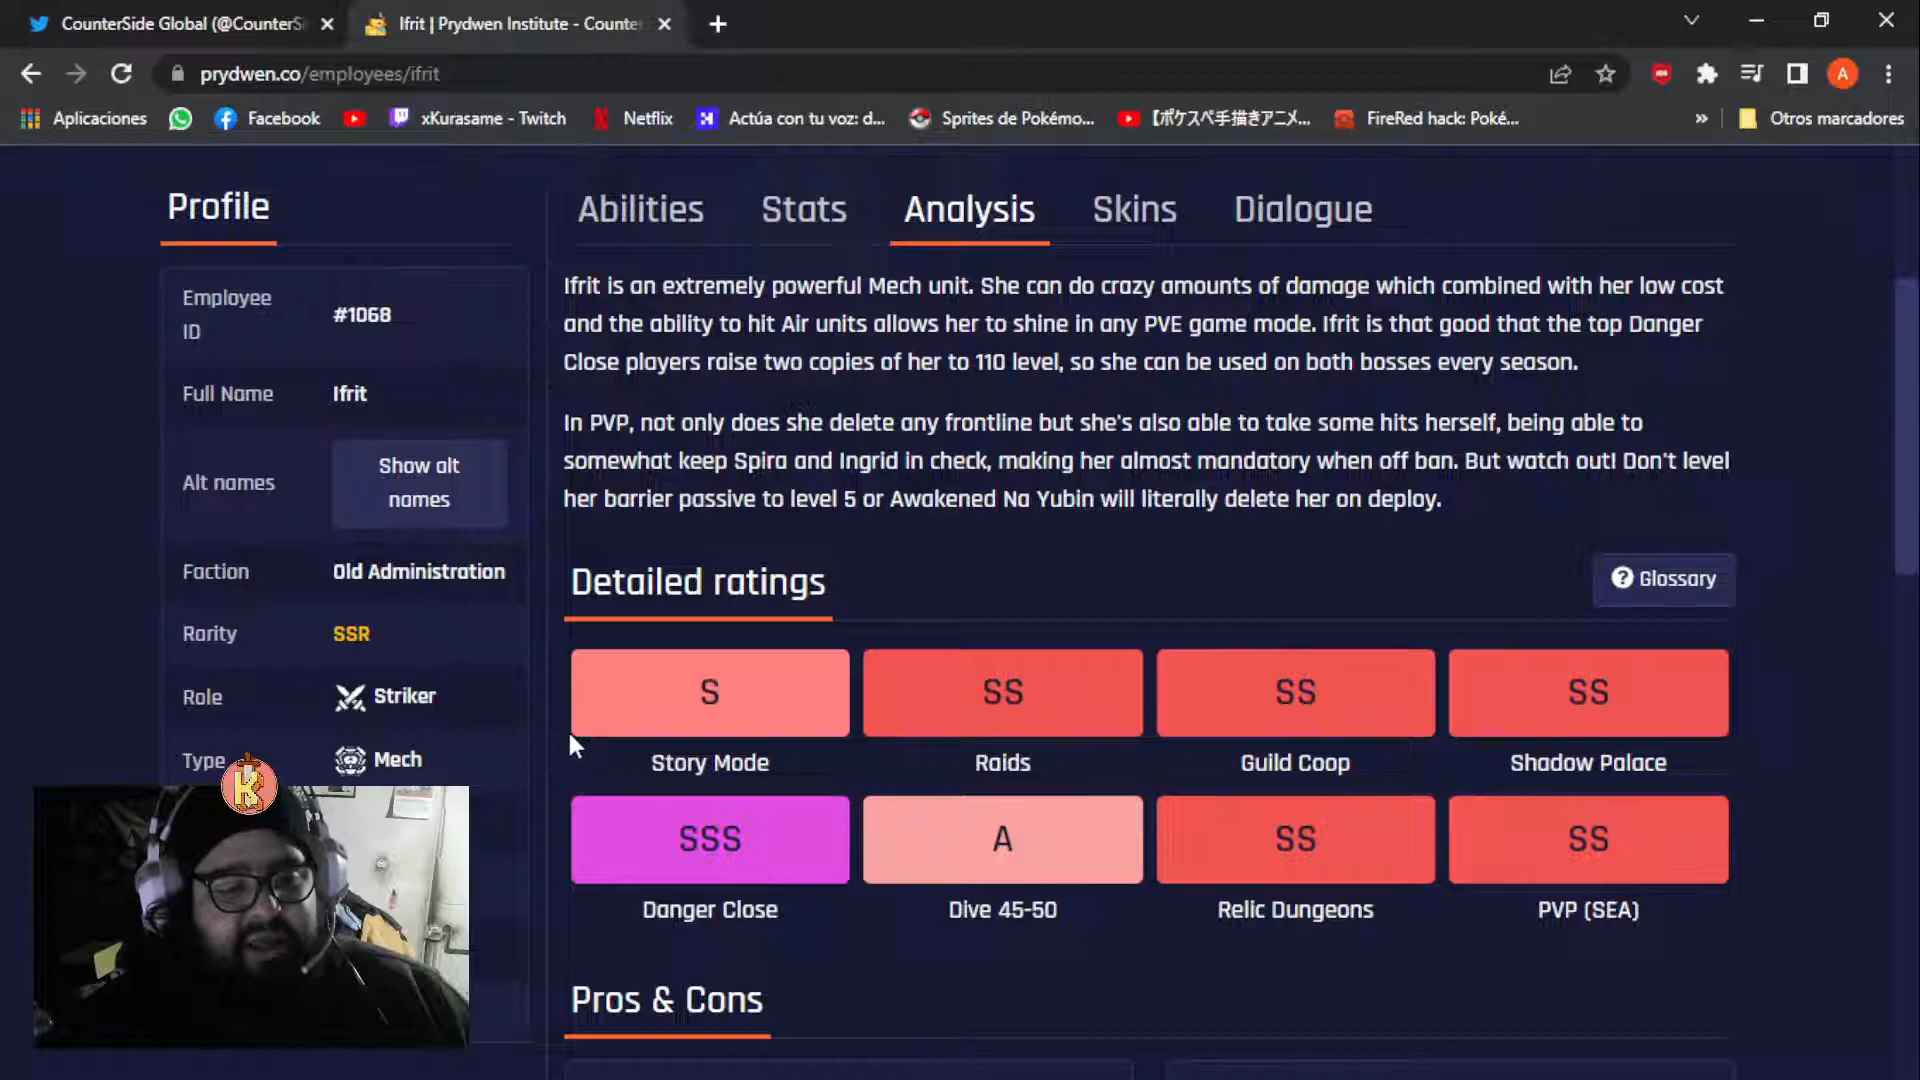 CounterSide Global (@CounterS
Ifrit | Prydwen Institute - Counte
prydwen.co/employees/ifrit
A
Aplicaciones
Facebook
xKurasame - Twitch
Netflix
Actúa con tu voz: d...
Sprites de Pokémo...
【ポケスペ手描きアニメ...
FireRed hack: Poké...
»
Otros marcadores
Profile
Abilities
Stats
Analysis
Skins
Dialogue
Employee ID
#1068
Full Name
Ifrit
Alt names
Show alt names
Faction
Old Administration
Rarity
SSR
Role
Striker
Type
Mech
K
Ifrit is an extremely powerful Mech unit. She can do crazy amounts of damage which combined with her low cost
and the ability to hit Air units allows her to shine in any PVE game mode. Ifrit is that good that the top Danger
Close players raise two copies of her to 110 level, so she can be used on both bosses every season.
In PVP, not only does she delete any frontline but she's also able to take some hits herself, being able to
somewhat keep Spira and Ingrid in check, making her almost mandatory when off ban. But watch out! Don't level
her barrier passive to level 5 or Awakened Na Yubin will literally delete her on deploy.
Detailed ratings
Glossary
S
SS
SS
SS
Story Mode
Raids
Guild Coop
Shadow Palace
SSS
A
SS
SS
Danger Close
Dive 45-50
Relic Dungeons
PVP (SEA)
Pros & Cons